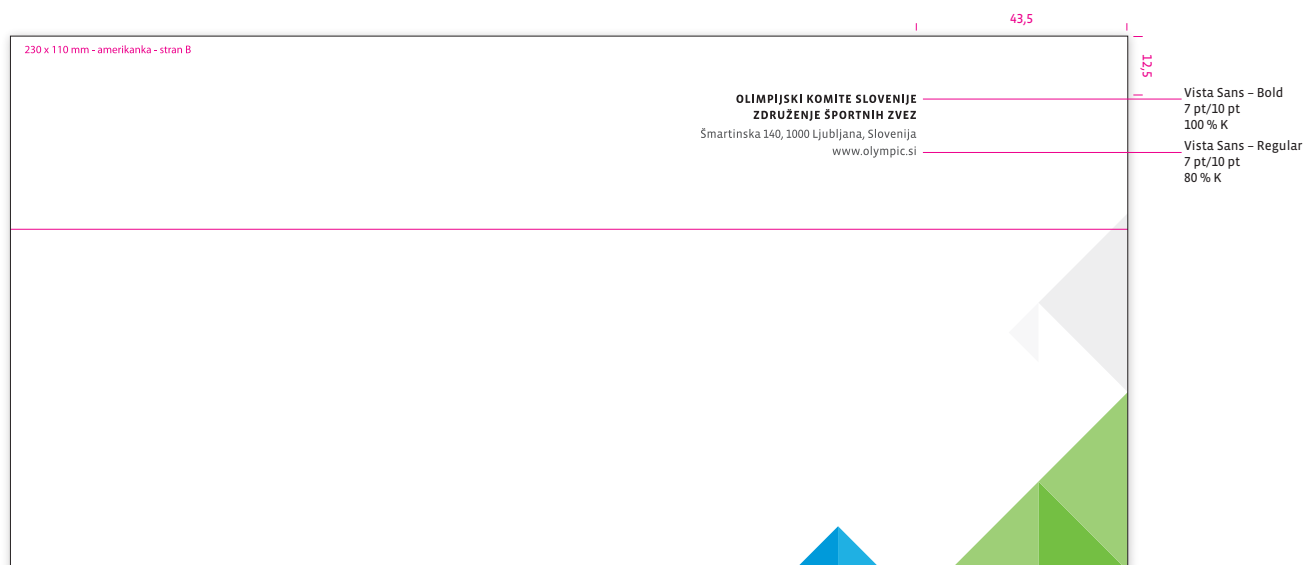 43,5
230 x 110 mm - amerikanka - stran B
12,5
OLIMPIJSKI KOMITE SLOVENIJE
ZDRUŽENJE ŠPORTNIH ZVEZ
Šmartinska 140, 1000 Ljubljana, Slovenija
www.olympic.si
Vista Sans – Bold
7 pt/10 pt
100 % K
Vista Sans – Regular
7 pt/10 pt
80 % K